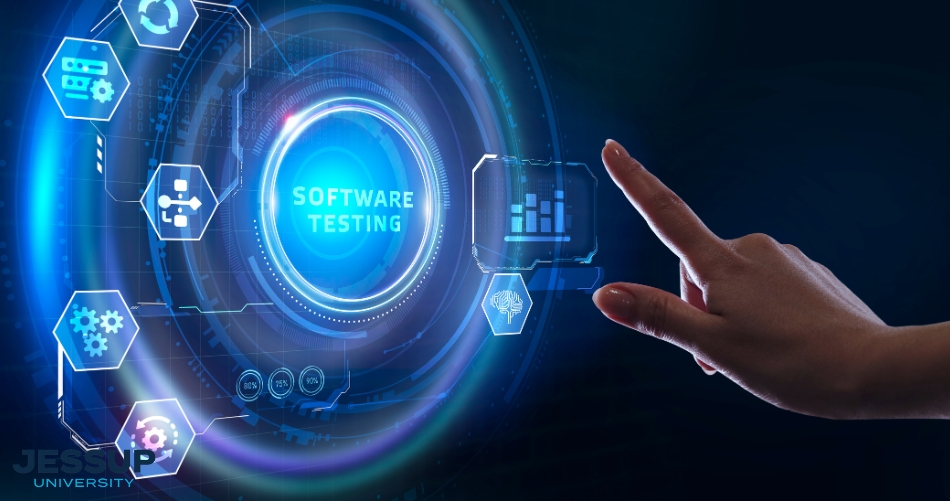 SOFTWARE
TESTING
80%
75%
90%
JESSUP
UNIVERSITY